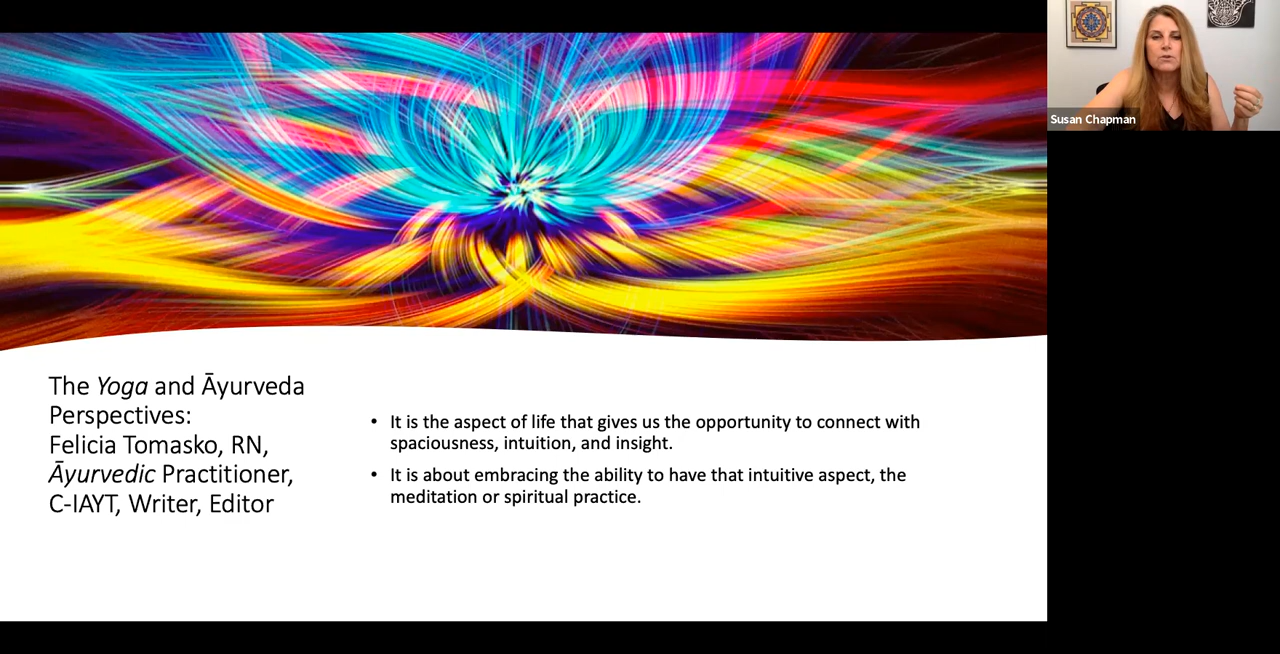 Susan Chapman
The Yoga and Āyurveda
Perspectives:
Felicia Tomasko, RN,
Āyurvedic Practitioner,
C-IAYT, Writer, Editor
• It is the aspect of life that gives us the opportunity to connect with
spaciousness, intuition, and insight.
• It is about embracing the ability to have that intuitive aspect, the
meditation or spiritual practice.